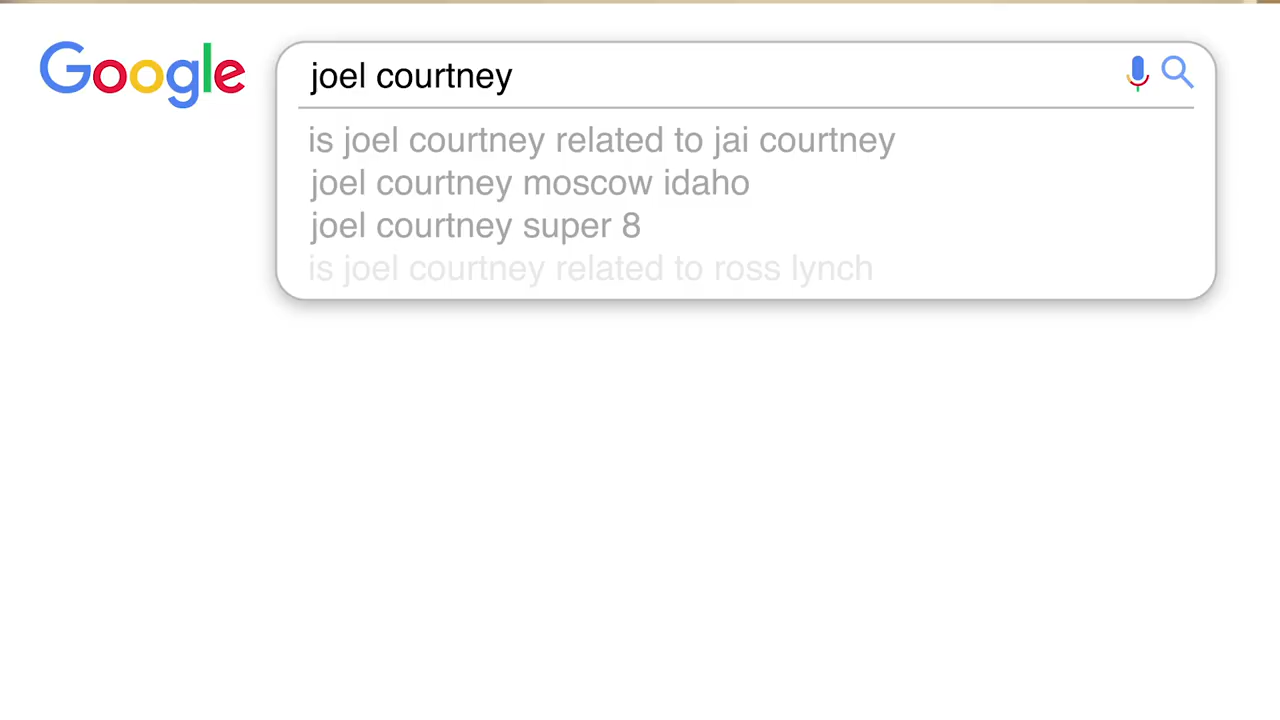 Google
joel courtney
is joel courtney related to jai courtney
joel courtney moscow idaho
joel courtney super 8
is joel courtney related to ross lynch